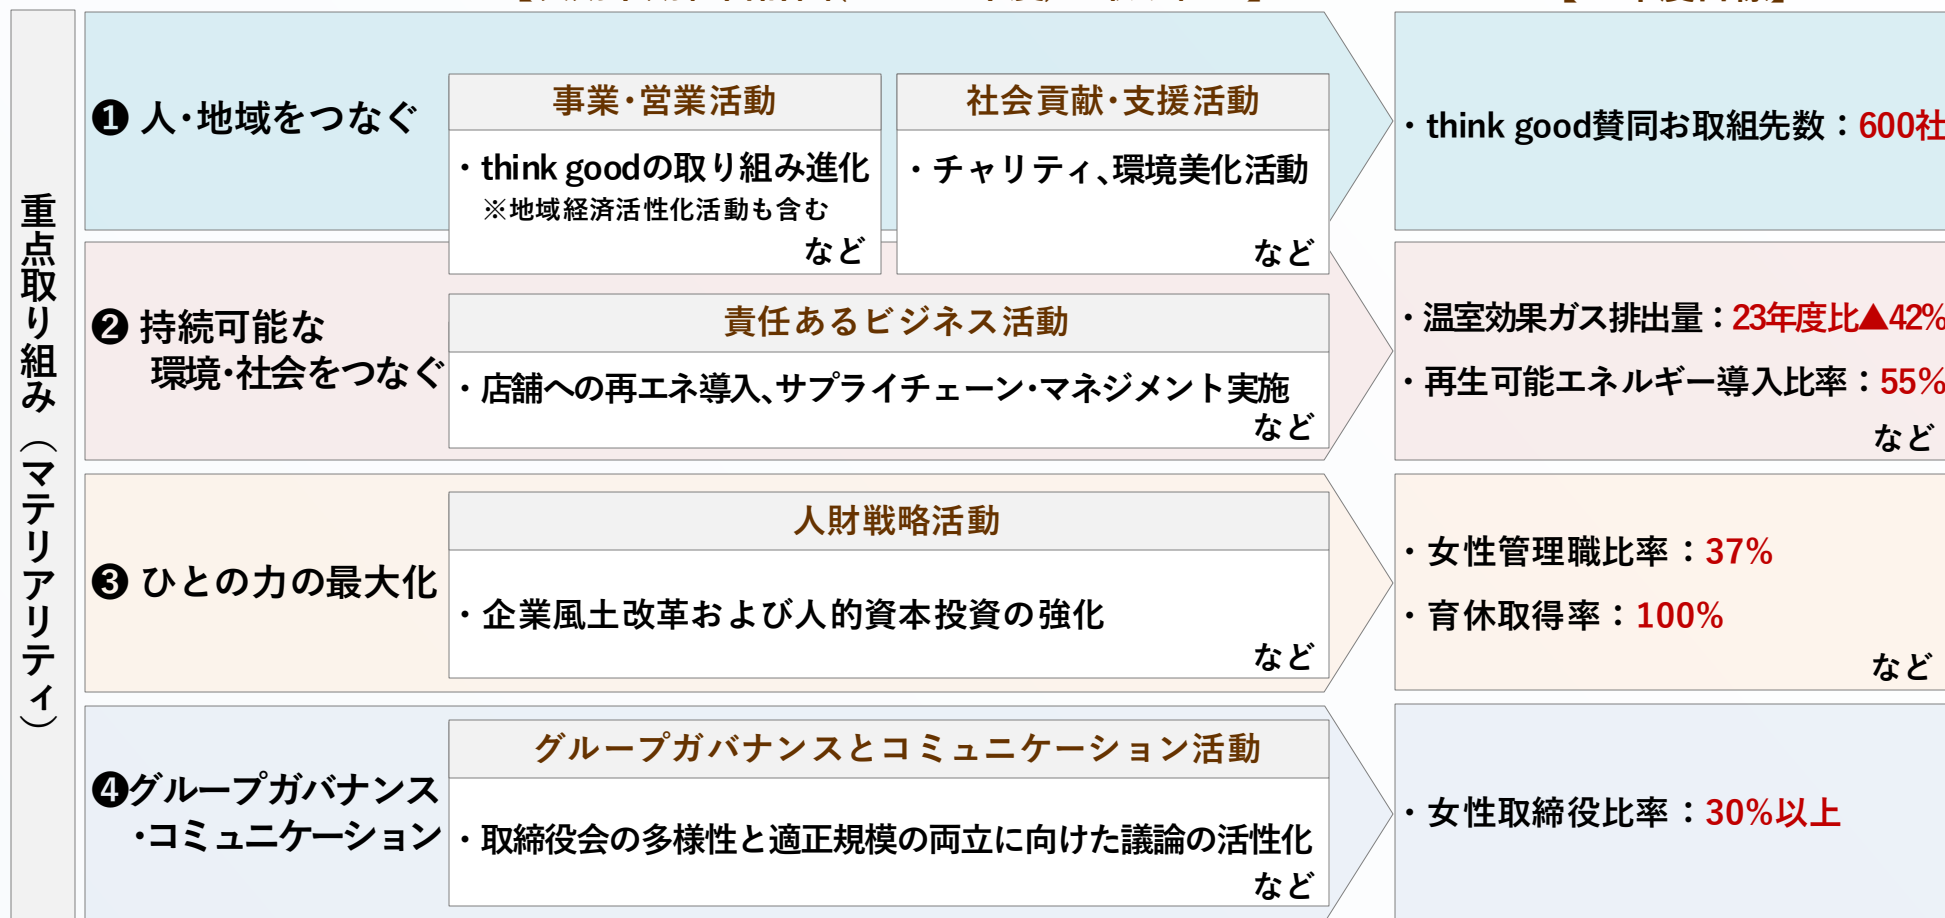 重点取り組み（マテリアリティ）
❶ 人・地域をつなぐ
事業・営業活動
・think goodの取り組み進化
※地域経済活性化活動も含む
など
社会貢献・支援活動
・チャリティ、環境美化活動
など
・think good賛同お取組先数：600社
❷ 持続可能な
環境・社会をつなぐ
責任あるビジネス活動
・店舗への再エネ導入、サプライチェーン・マネジメント実施
など
・温室効果ガス排出量：23年度比▲42%
・再生可能エネルギー導入比率：55%
など
❸ ひとの力の最大化
人財戦略活動
・企業風土改革および人的資本投資の強化
など
・女性管理職比率：37%
・育休取得率：100%
など
❹グループガバナンス
・コミュニケーション
グループガバナンスとコミュニケーション活動
・取締役会の多様性と適正規模の両立に向けた議論の活性化
など
・女性取締役比率：30%以上